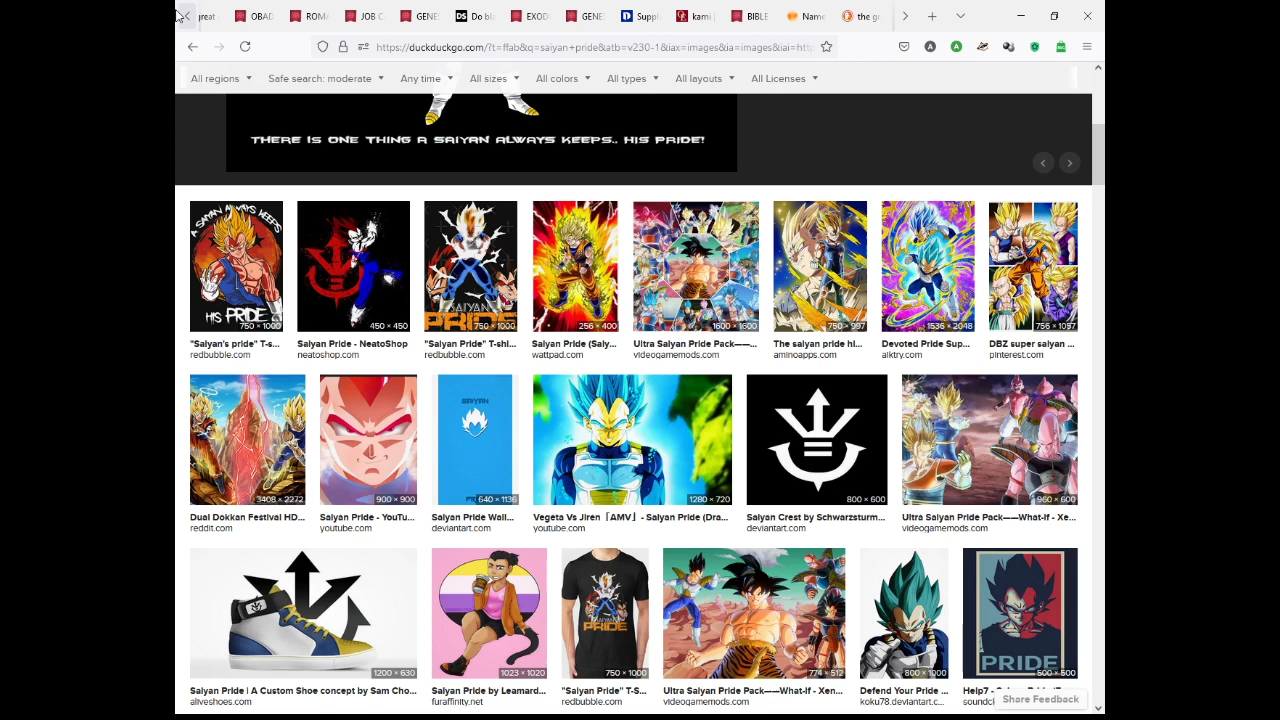 great
OBAD
ROMA
JOB C
GENES
DS Do bla
EXOD
GENE
Suppl
kami j
BIBLE
Name
the gr
https://duckduckgo.com/?t=ffab&q=saiyan+pride&atb=v230-1&iax=images&ia=images&iai=http
All regions
Safe search: moderate
Any time
All sizes
All colors
All types
All layouts
All Licenses
THERE IS ONE THING A SAIYAN ALWAYS KEEPS.. HIS PRIDE!
A SAIYAN ALWAYS KEEPS
HIS PRIDE
750 × 1000
450 × 450
SAIYAN
PRIDE
750 × 1000
256 × 400
1600 × 1600
750 × 997
1536 × 2048
756 × 1057
"Saiyan's pride" T-s...
redbubble.com
Saiyan Pride - NeatoShop
neatoshop.com
"Saiyan Pride" T-shi...
redbubble.com
Saiyan Pride (Saiy...
wattpad.com
Ultra Saiyan Pride Pack——...
videogamemods.com
The saiyan pride hi...
aminoapps.com
Devoted Pride Sup...
aiktry.com
DBZ super saiyan ...
pinterest.com
3408 × 2272
900 × 900
SAIYAN
640 × 1136
1280 × 720
800 × 600
960 × 600
Dual Dokkan Festival HD...
reddit.com
Saiyan Pride - YouTu...
youtube.com
Saiyan Pride Wall...
deviantart.com
Vegeta Vs Jiren「AMV」- Saiyan Pride (Dra...
youtube.com
Saiyan Crest by Schwarzsturm...
deviantart.com
Ultra Saiyan Pride Pack——What-If - Xe...
videogamemods.com
1200 × 630
1023 × 1020
SAIYAN
PRIDE
750 × 1000
774 × 512
800 × 1000
PRIDE
500 × 500
Saiyan Pride | A Custom Shoe concept by Sam Cho...
aliveshoes.com
Saiyan Pride by Leamard...
furaffinity.net
"Saiyan Pride" T-S...
redbubble.com
Ultra Saiyan Pride Pack——What-If - Xen...
videogamemods.com
Defend Your Pride ...
koku78.deviantart.c...
Share Feedback